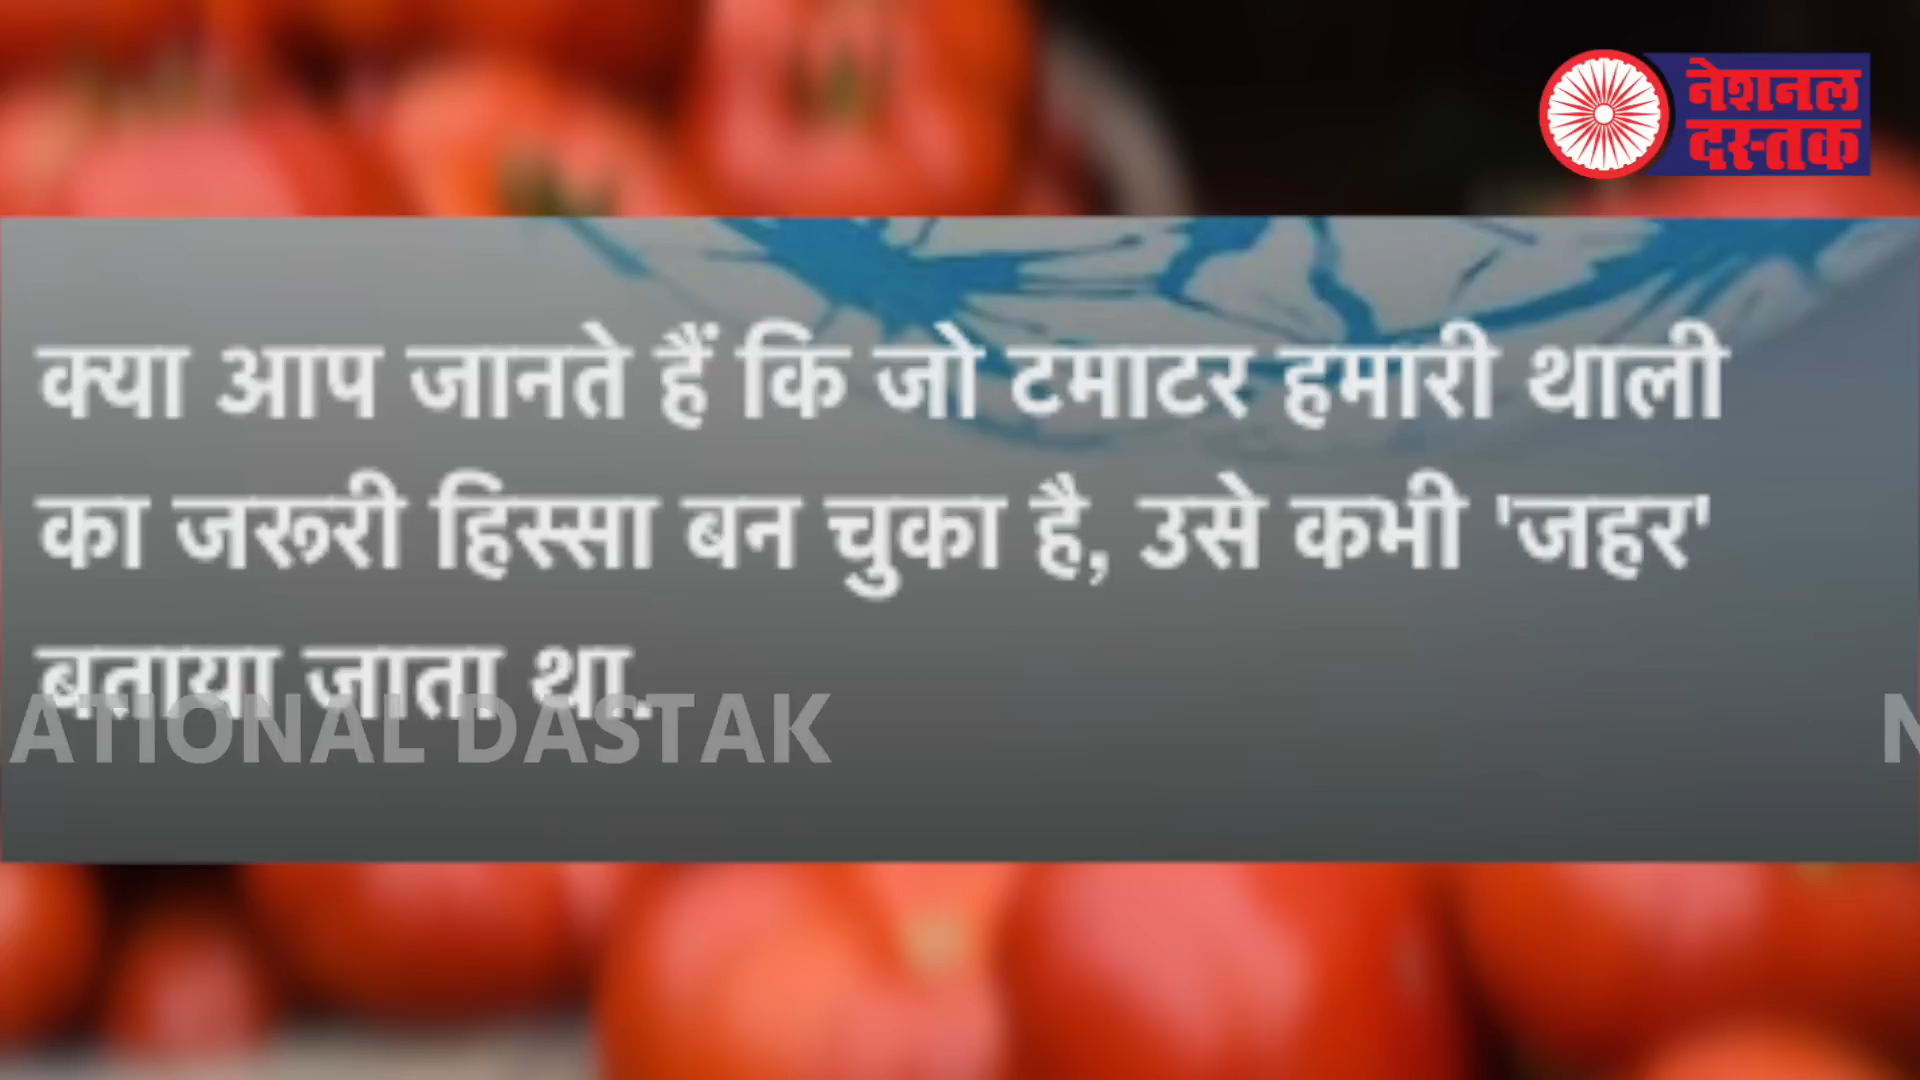 नेशनल
दस्तक
क्या आप जानते हैं कि जो टमाटर हमारी थाली
का जरूरी हिस्सा बन चुका है, उसे कभी 'जहर'
बताया जाता था.
ATIONAL DASTAK
N